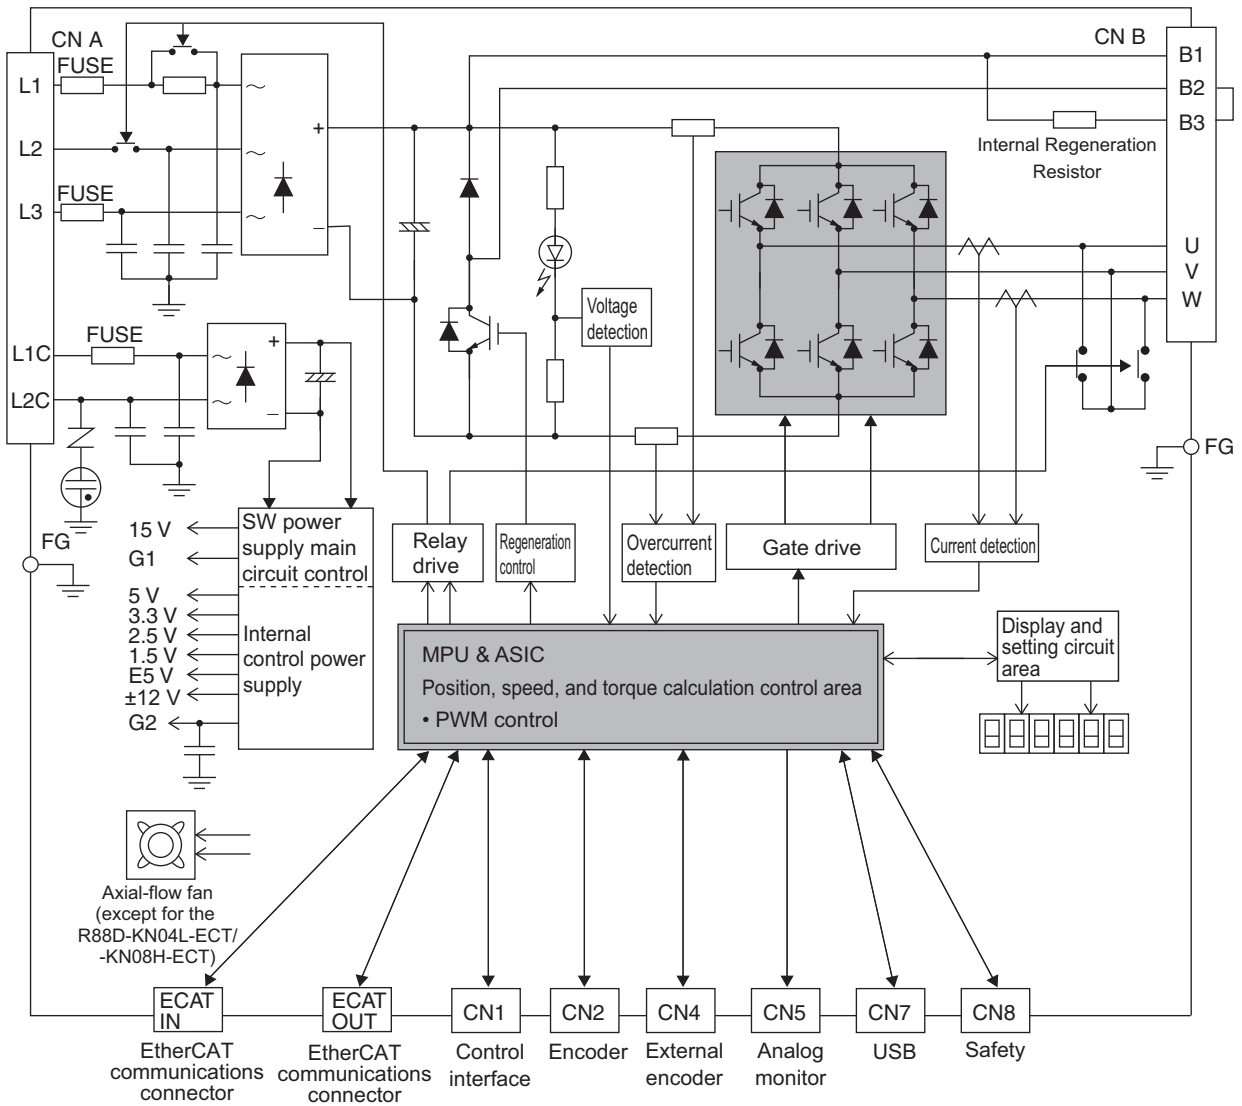 CN A
CN B
FUSE
L1
L2
FUSE
L3
FUSE
L1C
L2C
+
−
+
−
B1
B2
B3
Internal Regeneration
Resistor
U
V
W
Voltage
detection
FG
FG
15 V
G1
5 V
3.3 V
2.5 V
1.5 V
E5 V
±12 V
G2
SW power
supply main
circuit control
Internal
control power
supply
Relay
drive
Regeneration
control
Overcurrent
detection
Gate drive
Current detection
MPU & ASIC
Position, speed, and torque calculation control area
• PWM control
Display and
setting circuit
area
Axial-flow fan
(except for the
R88D-KN04L-ECT/
-KN08H-ECT)
ECAT
IN
EtherCAT
communications
connector
ECAT
OUT
EtherCAT
communications
connector
CN1
Control
interface
CN2
Encoder
CN4
External
encoder
CN5
Analog
monitor
CN7
USB
CN8
Safety